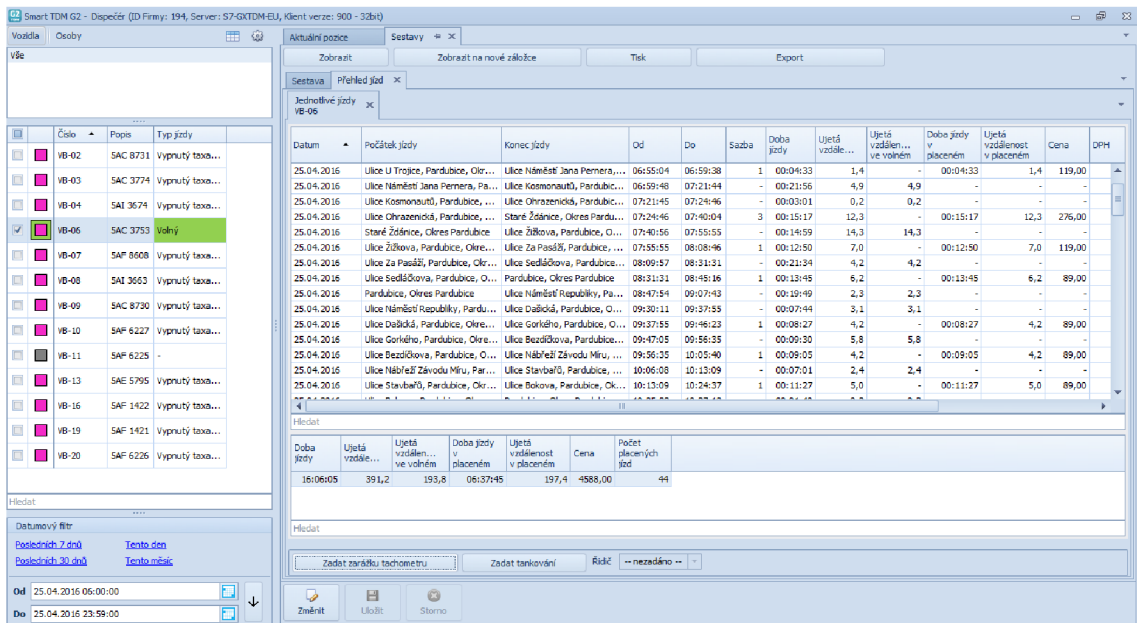 Smart TDM G2 - Dispečér (ID Firmy: 194, Server: S7-GXTDM-EU, Klient verze: 900 - 32bit)
Vozidla Osoby
Vše
Číslo Popis Typ jízdy
VB-02 5AC 8731 Vypnutý taxa...
VB-03 5AC 3774 Vypnutý taxa...
VB-04 5AI 3674 Vypnutý taxa...
VB-06 5AC 3753 Volný
VB-07 5AF 8608 Vypnutý taxa...
VB-08 5AI 3663 Vypnutý taxa...
VB-09 5AC 8730 Vypnutý taxa...
VB-10 5AF 6227 Vypnutý taxa...
VB-11 5AF 6225 -
VB-13 5AE 5795 Vypnutý taxa...
VB-16 5AF 1422 Vypnutý taxa...
VB-19 5AF 1421 Vypnutý taxa...
VB-20 5AF 6226 Vypnutý taxa...
Hledat
Datumový filtr
Posledních 7 dnů Tento den
Posledních 30 dnů Tento měsíc
Od 25.04.2016 06:00:00
Do 25.04.2016 23:59:00
Aktuální pozice Sestavy
Zobrazit Zobrazit na nové záložce Tisk Export
Sestava Přehled jízd
Jednotlivé jízdy
VB-06
Datum Počátek jízdy Konec jízdy Od Do Sazba Doba jízdy Ujetá vzdále... Ujetá vzdálen... ve volném Doba jízdy v placeném Ujetá vzdálenost v placeném Cena DPH
25.04.2016 Ulice U Trojice, Pardubice, Okr... Ulice Náměstí Jana Pernera,... 06:55:04 06:59:38 1 00:04:33 1,4 - 00:04:33 1,4 119,00
25.04.2016 Ulice Náměstí Jana Pernera, Pa... Ulice Kosmonautů, Pardubic... 06:59:48 07:21:44 - 00:21:56 4,9 4,9 - - -
25.04.2016 Ulice Kosmonautů, Pardubice, ... Ulice Ohrazenická, Pardubic... 07:21:45 07:24:46 - 00:03:01 0,2 0,2 - - -
25.04.2016 Ulice Ohrazenická, Pardubice, ... Staré Ždánice, Okres Pardu... 07:24:46 07:40:04 3 00:15:17 12,3 - 00:15:17 12,3 276,00
25.04.2016 Staré Ždánice, Okres Pardubice Ulice Žižkova, Pardubice, O... 07:40:56 07:55:55 - 00:14:59 14,3 14,3 - - -
25.04.2016 Ulice Žižkova, Pardubice, Okre... Ulice Za Pasáží, Pardubice, ... 07:55:55 08:08:46 1 00:12:50 7,0 - 00:12:50 7,0 119,00
25.04.2016 Ulice Za Pasáží, Pardubice, Okr... Ulice Sedláčkova, Pardubice... 08:09:57 08:31:31 - 00:21:34 4,2 4,2 - - -
25.04.2016 Ulice Sedláčkova, Pardubice, O... Pardubice, Okres Pardubice 08:31:31 08:45:16 1 00:13:45 6,2 - 00:13:45 6,2 89,00
25.04.2016 Pardubice, Okres Pardubice Ulice Náměstí Republiky, Pa... 08:47:54 09:07:43 - 00:19:49 2,3 2,3 - - -
25.04.2016 Ulice Náměstí Republiky, Pardu... Ulice Dašická, Pardubice, O... 09:30:11 09:37:55 - 00:07:44 3,1 3,1 - - -
25.04.2016 Ulice Dašická, Pardubice, Okre... Ulice Gorkého, Pardubice, O... 09:37:55 09:46:23 1 00:08:27 4,2 - 00:08:27 4,2 89,00
25.04.2016 Ulice Gorkého, Pardubice, Okre... Ulice Bezdíčkova, Pardubice... 09:47:05 09:56:35 - 00:09:30 5,8 5,8 - - -
25.04.2016 Ulice Bezdíčkova, Pardubice, O... Ulice Nábřeží Závodu Míru, ... 09:56:35 10:05:40 1 00:09:05 4,2 - 00:09:05 4,2 89,00
25.04.2016 Ulice Nábřeží Závodu Míru, Par... Ulice Stavbařů, Pardubice, ... 10:06:08 10:13:09 - 00:07:01 2,4 2,4 - - -
25.04.2016 Ulice Stavbařů, Pardubice, Okr... Ulice Bokova, Pardubice, Ok... 10:13:09 10:24:37 1 00:11:27 5,0 - 00:11:27 5,0 89,00
Hledat
Doba jízdy Ujetá vzdále... Ujetá vzdálen... ve volném Doba jízdy v placeném Ujetá vzdálenost v placeném Cena Počet placených jízd
16:06:05 391,2 193,8 06:37:45 197,4 4588,00 44
Hledat
Zadat zarážku tachometru Zadat tankování Řidič -- nezadáno --
Změnit Uložit Storno